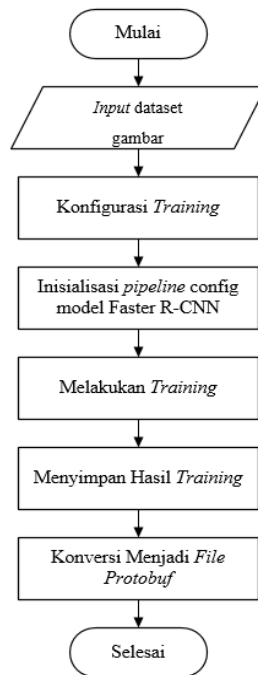 Mulai
Input dataset
gambar
Konfigurasi Training
Inisialisasi pipeline config
model Faster R-CNN
Melakukan Training
Menyimpan Hasil Training
Konversi Menjadi File
Protobuf
Selesai